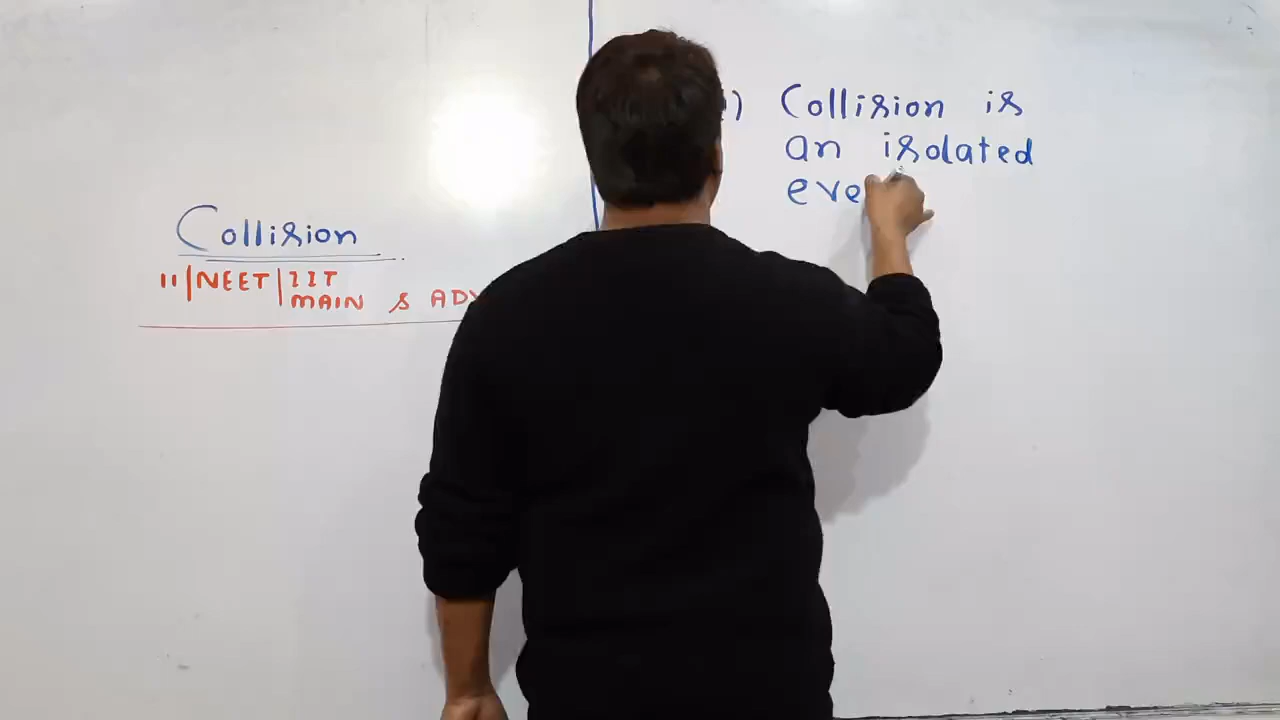 Collision
11/NEET|IIT
MAIN & ADV
) Collision is
an isolated
eve